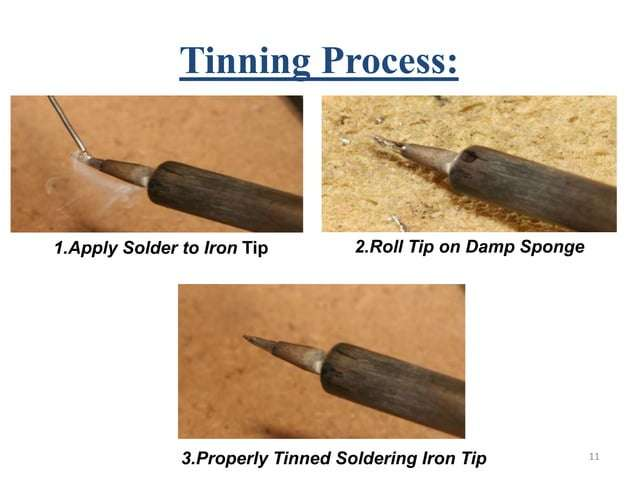 Tinning Process:
1.Apply Solder to Iron Tip
2.Roll Tip on Damp Sponge
3.Properly Tinned Soldering Iron Tip
11